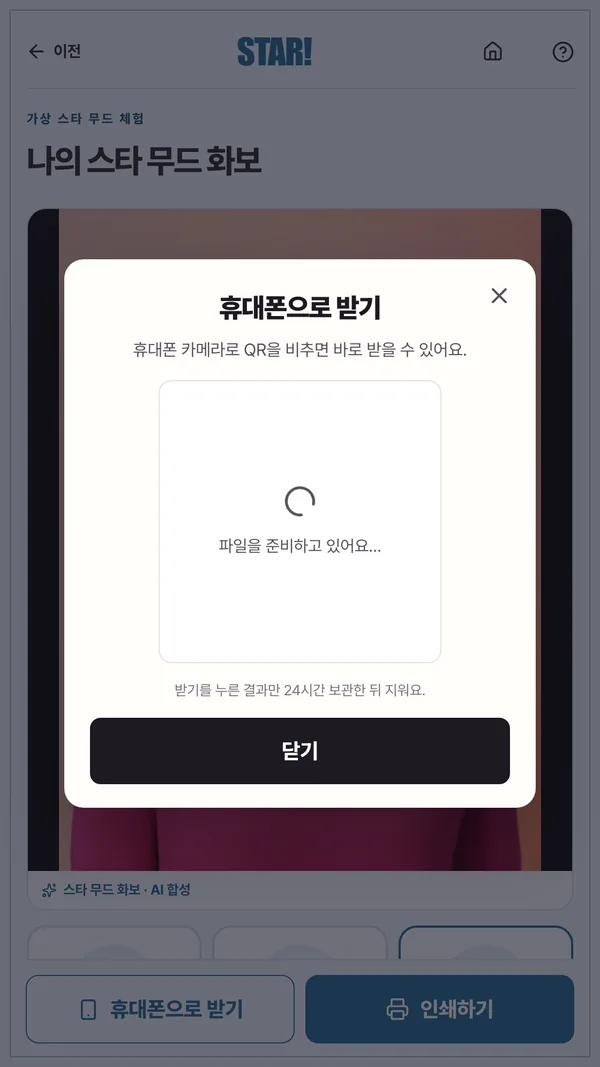 이전
STAR!
가상 스타 무드 체험
나의 스타 무드 화보
휴대폰으로 받기
휴대폰 카메라로 QR을 비추면 바로 받을 수 있어요.
파일을 준비하고 있어요...
받기를 누른 결과만 24시간 보관한 뒤 지워요.
닫기
스타 무드 화보 · AI 합성
휴대폰으로 받기
인쇄하기